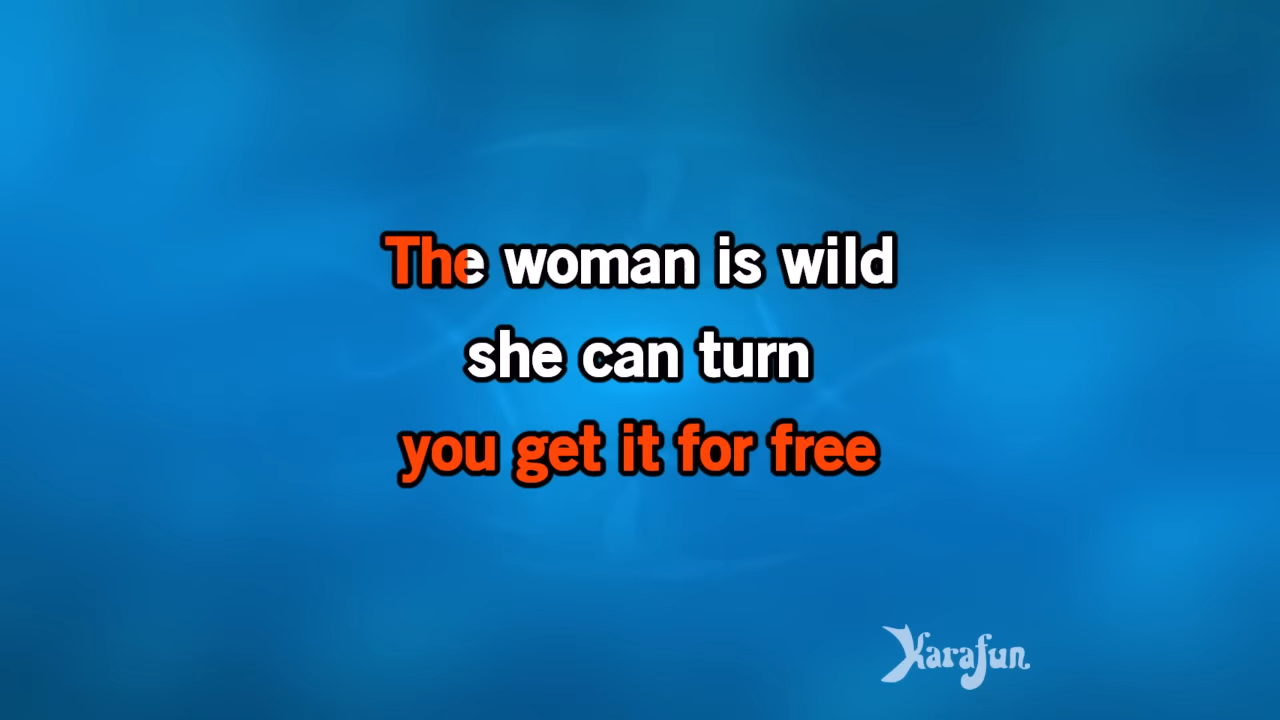 The woman is wild
she can turn
you get it for free
Karafun